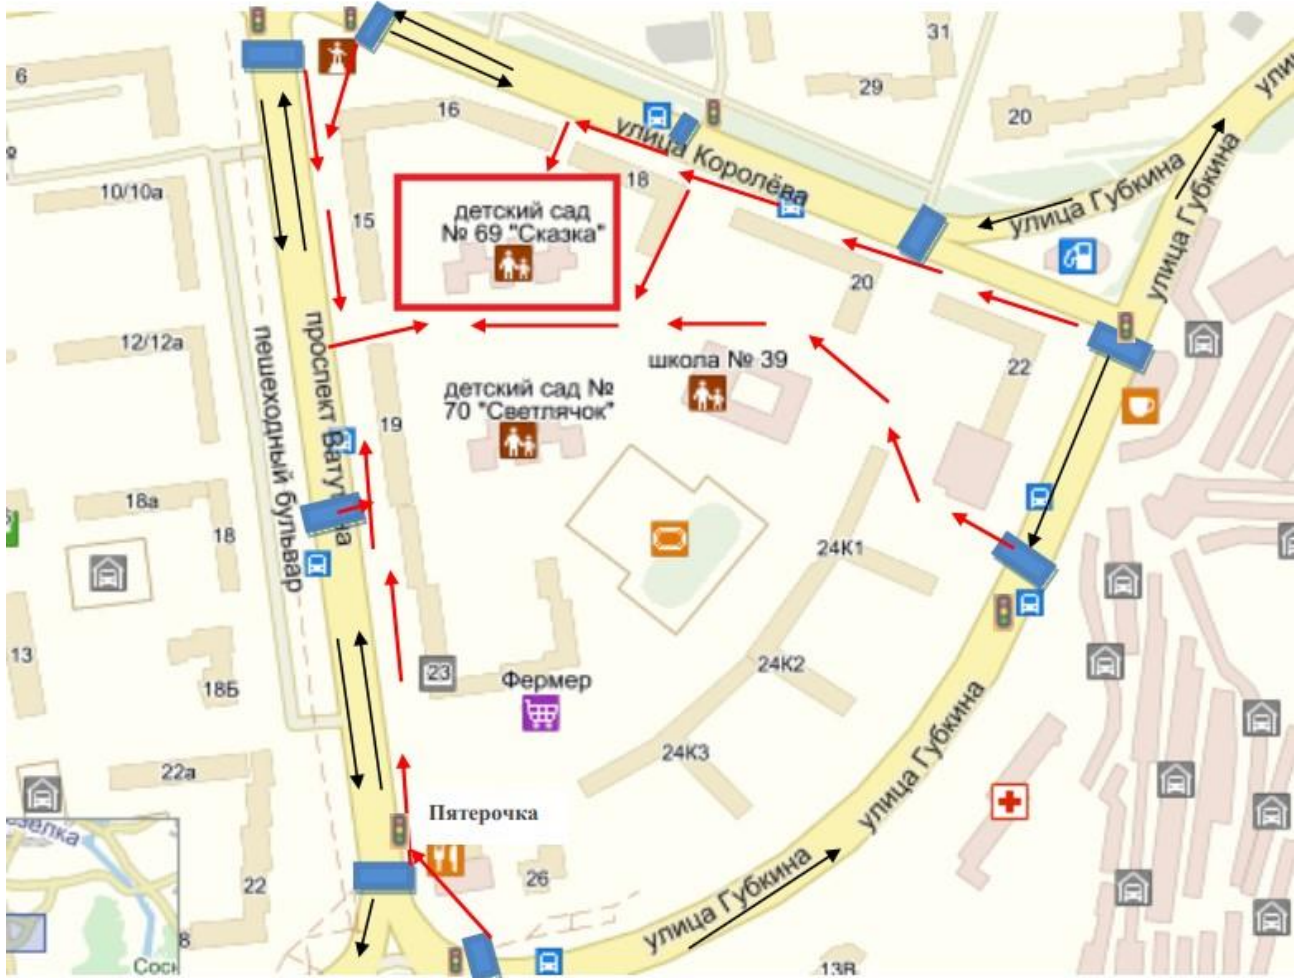 31
6
29
20
16
улица Королёва
18
10/10а
15
детский сад
№ 69 "Сказка"
улица Губкина
улица Губкина
20
12/12а
проспект Ватутина
пешеходный бульвар
школа № 39
22
детский сад №
70 "Светлячок"
19
18а
18
24К1
13
18Б
23
Фермер
24К2
24К3
22а
улица Губкина
Пятерочка
22
26
улица Губкина
8
13В